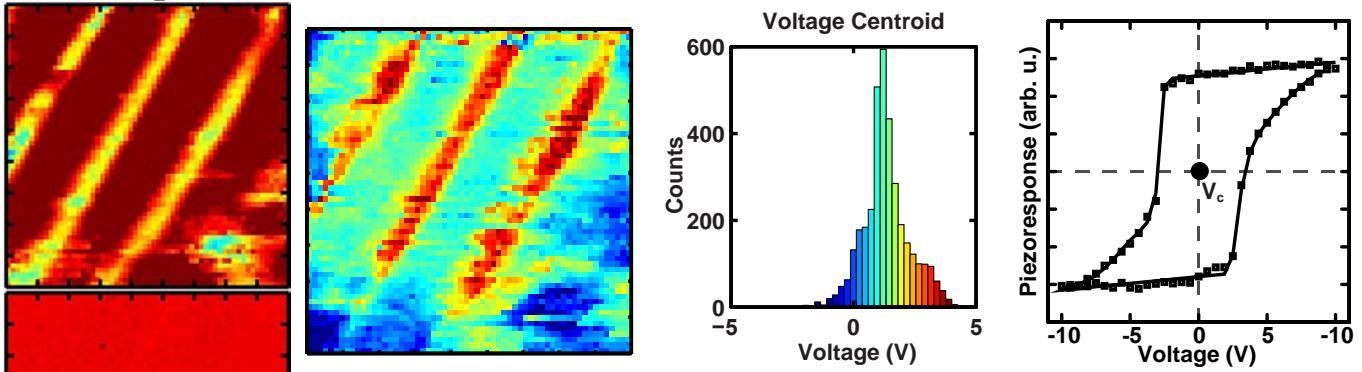 Voltage Centroid
Counts
600
400
200
0
−5
0
5
Voltage (V)
Piezoresponse (arb. u.)
V_c
-10
-5
0
5
-10
Voltage (V)